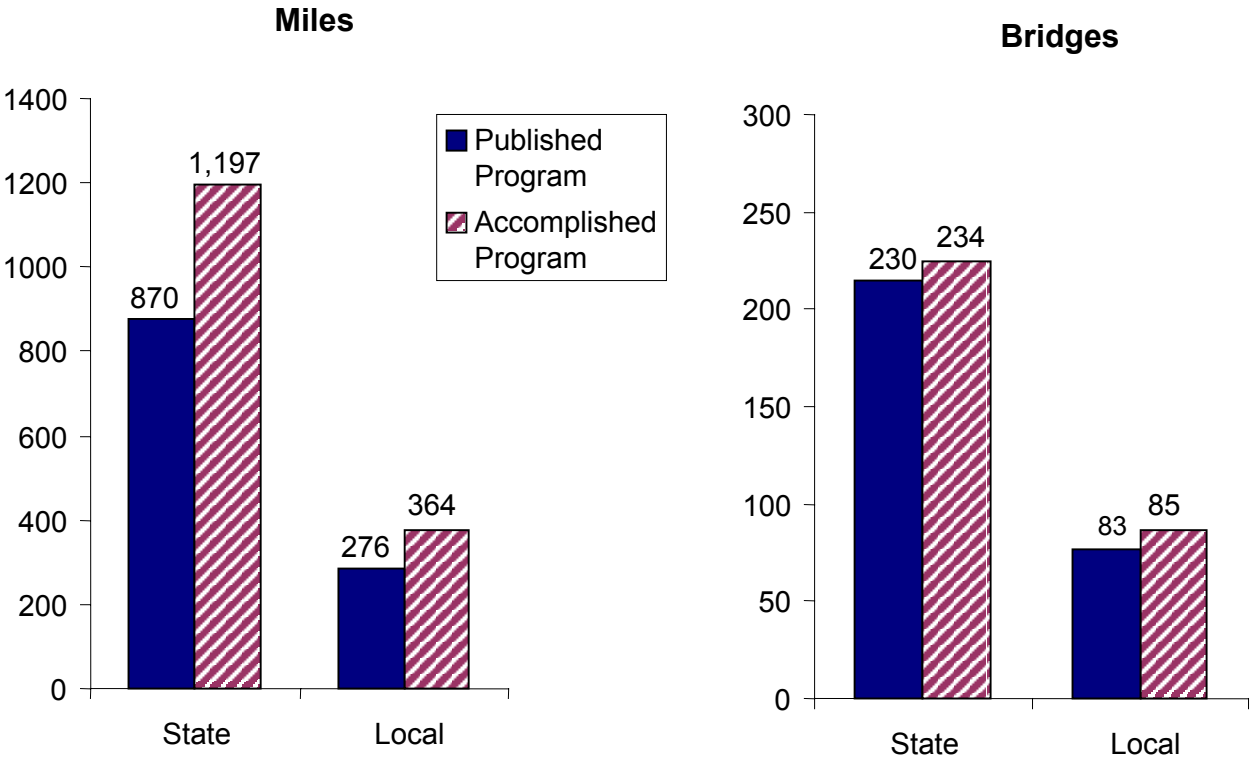 Miles
1400
1200
1000
800
600
400
200
0
870
1,197
276
364
State
Local
Published
Program
Accomplished
Program
Bridges
300
250
200
150
100
50
0
230
234
83
85
State
Local